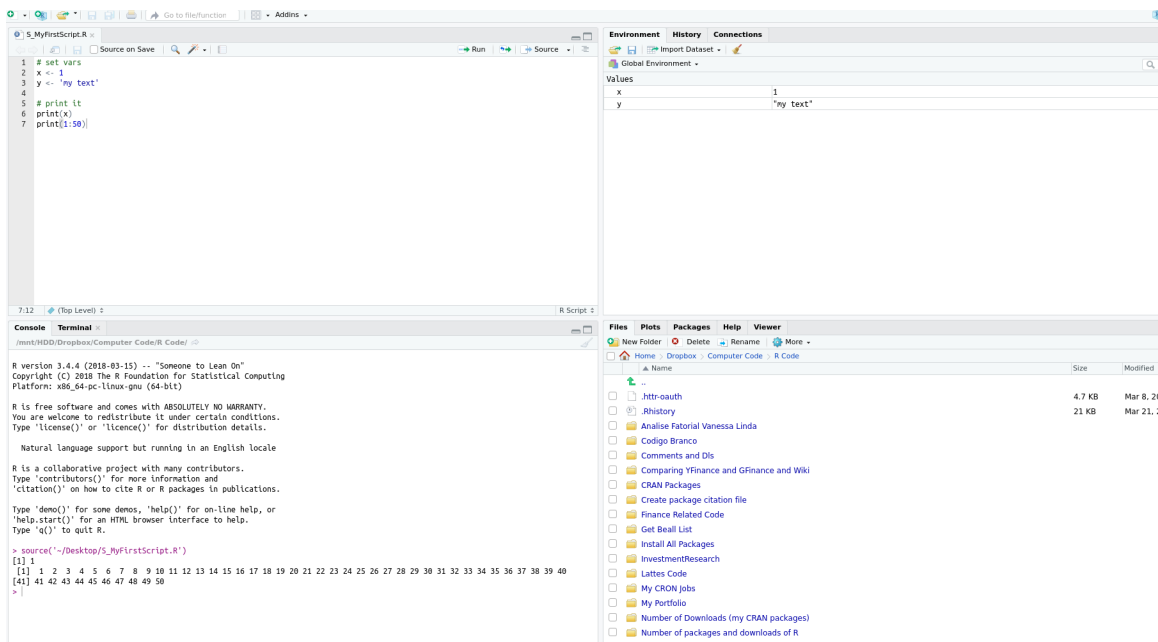 Go to file/function Addins
S_MyFirstScript.R
Source on Save Run Source
1 # set vars
2 x <- 1
3 y <- 'my text'
4
5 # print it
6 print(x)
7 print(1:50)
7:12 (Top Level) R Script
Console Terminal
/mnt/HDD/Dropbox/Computer Code/R Code/
R version 3.4.4 (2018-03-15) -- "Someone to Lean On"
Copyright (C) 2018 The R Foundation for Statistical Computing
Platform: x86_64-pc-linux-gnu (64-bit)
R is free software and comes with ABSOLUTELY NO WARRANTY.
You are welcome to redistribute it under certain conditions.
Type 'license()' or 'licence()' for distribution details.
Natural language support but running in an English locale
R is a collaborative project with many contributors.
Type 'contributors()' for more information and
'citation()' on how to cite R or R packages in publications.
Type 'demo()' for some demos, 'help()' for on-line help, or
'help.start()' for an HTML browser interface to help.
Type 'q()' to quit R.
> source('~/Desktop/S_MyFirstScript.R')
[1] 1
[1] 1 2 3 4 5 6 7 8 9 10 11 12 13 14 15 16 17 18 19 20 21 22 23 24 25 26 27 28 29 30 31 32 33 34 35 36 37 38 39 40
[41] 41 42 43 44 45 46 47 48 49 50
>
Environment History Connections
Import Dataset
Global Environment
Values
x 1
y "my text"
Files Plots Packages Help Viewer
New Folder Delete Rename More
Home Dropbox Computer Code R Code
Name Size Modified
..
.httr-oauth 4.7 KB Mar 8, 20
.Rhistory 21 KB Mar 21, 2
Analise Fatorial Vanessa Linda
Codigo Branco
Comments and Dls
Comparing YFinance and GFinance and Wiki
CRAN Packages
Create package citation file
Finance Related Code
Get Beall List
Install All Packages
InvestmentResearch
Lattes Code
My CRON Jobs
My Portfolio
Number of Downloads (my CRAN packages)
Number of packages and downloads of R